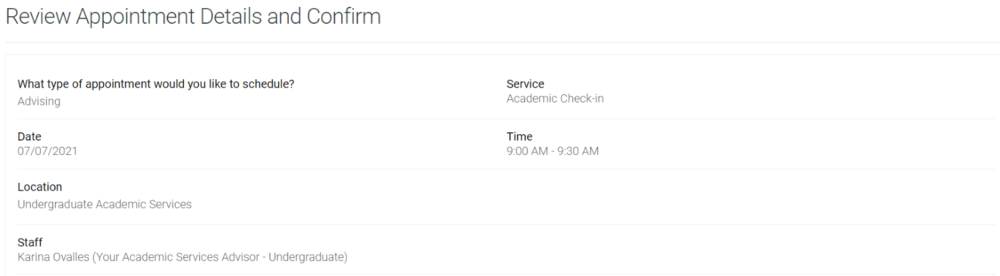 Review Appointment Details and Confirm
What type of appointment would you like to schedule?
Advising
Service
Academic Check-in
Date
07/07/2021
Time
9:00 AM - 9:30 AM
Location
Undergraduate Academic Services
Staff
Karina Ovalles (Your Academic Services Advisor - Undergraduate)